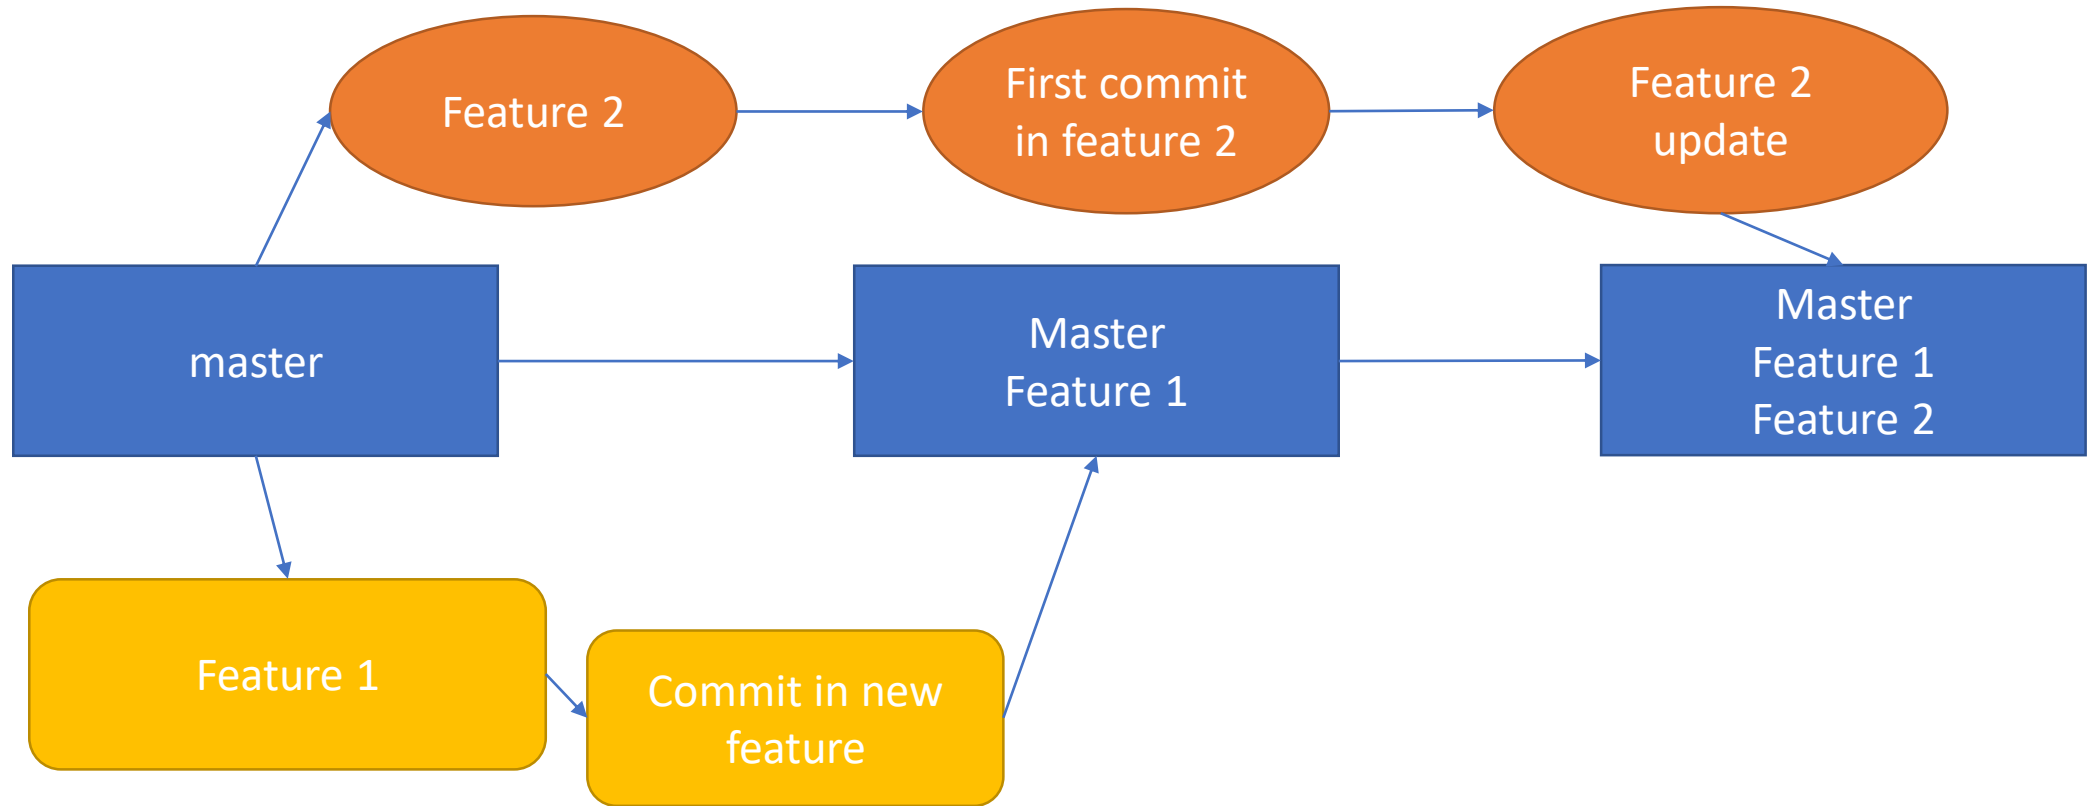 Feature 2
First commit
in feature 2
Feature 2
update
master
Master
Feature 1
Master
Feature 1
Feature 2
Feature 1
Commit in new
feature